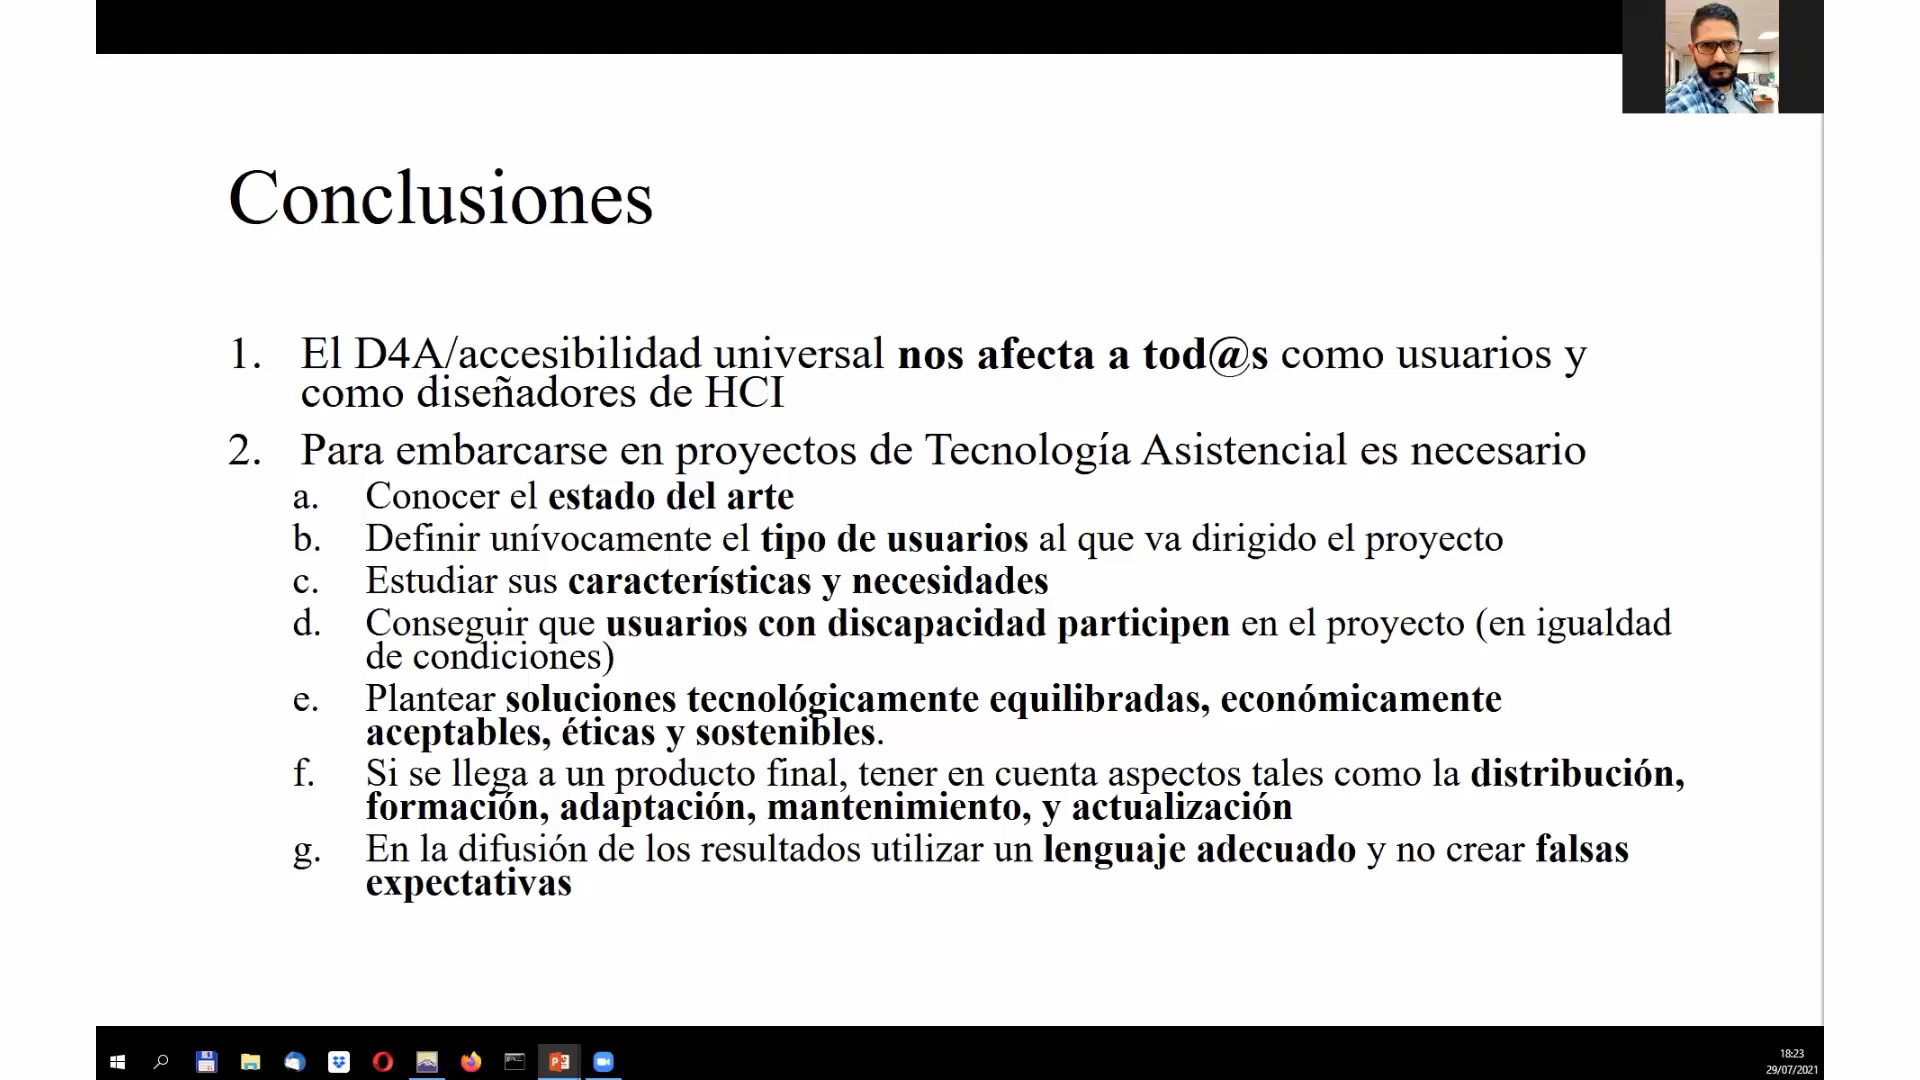 Conclusiones
1. El D4A/accesibilidad universal nos afecta a tod@s como usuarios y
como diseñadores de HCI
2. Para embarcarse en proyectos de Tecnología Asistencial es necesario
a. Conocer el estado del arte
b. Definir unívocamente el tipo de usuarios al que va dirigido el proyecto
c. Estudiar sus características y necesidades
d. Conseguir que usuarios con discapacidad participen en el proyecto (en igualdad
de condiciones)
e. Plantear soluciones tecnológicamente equilibradas, económicamente
aceptables, éticas y sostenibles.
f. Si se llega a un producto final, tener en cuenta aspectos tales como la distribución,
formación, adaptación, mantenimiento, y actualización
g. En la difusión de los resultados utilizar un lenguaje adecuado y no crear falsas
expectativas
18:23
29/07/2021